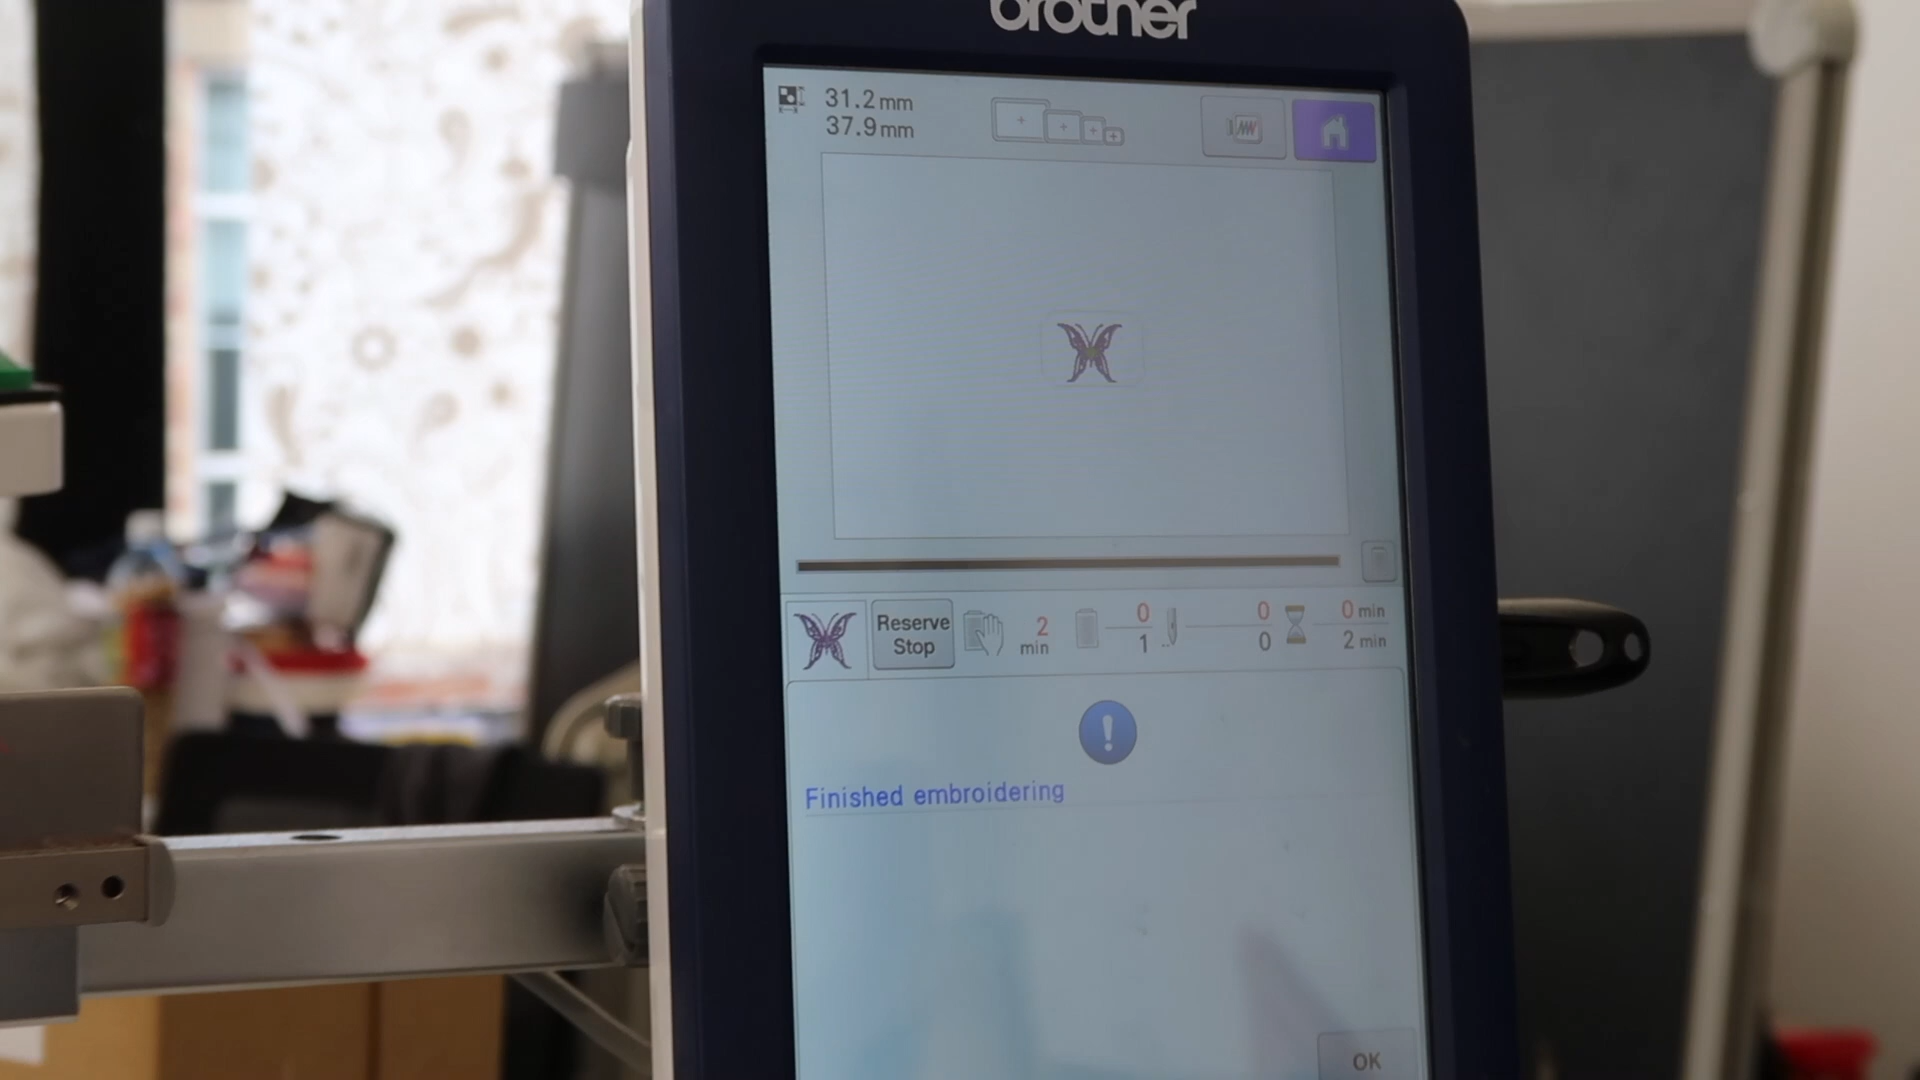 brother
31.2 mm
37.9 mm
Reserve
Stop
2
min
0
1
0
0
0 min
2 min
Finished embroidering
OK